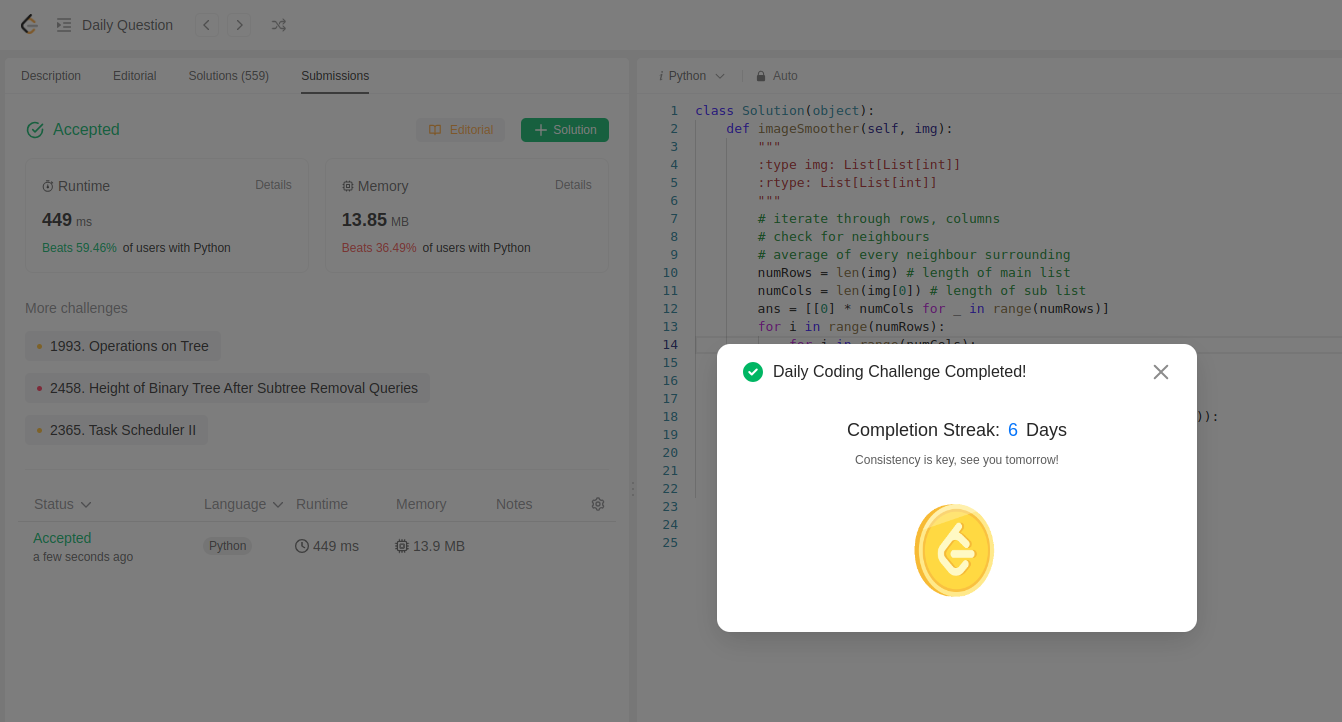 Daily Question
Description Editorial Solutions (559) Submissions
Accepted Editorial Solution
Runtime Details
449 ms
Beats 59.46% of users with Python
Memory Details
13.85 MB
Beats 36.49% of users with Python
More challenges
1993. Operations on Tree
2458. Height of Binary Tree After Subtree Removal Queries
2365. Task Scheduler II
Status Language Runtime Memory Notes
Accepted
a few seconds ago
Python 449 ms 13.9 MB
i Python Auto
1 class Solution(object):
2 def imageSmoother(self, img):
3 """
4 :type img: List[List[int]]
5 :rtype: List[List[int]]
6 """
7 # iterate through rows, columns
8 # check for neighbours
9 # average of every neighbour surrounding
10 numRows = len(img) # length of main list
11 numCols = len(img[0]) # length of sub list
12 ans = [[0] * numCols for _ in range(numRows)]
13 for i in range(numRows):
14 for j in range(numCols):
15
16
17
18 )):
19
20
21
22
23
24
25
Daily Coding Challenge Completed!
Completion Streak: 6 Days
Consistency is key, see you tomorrow!